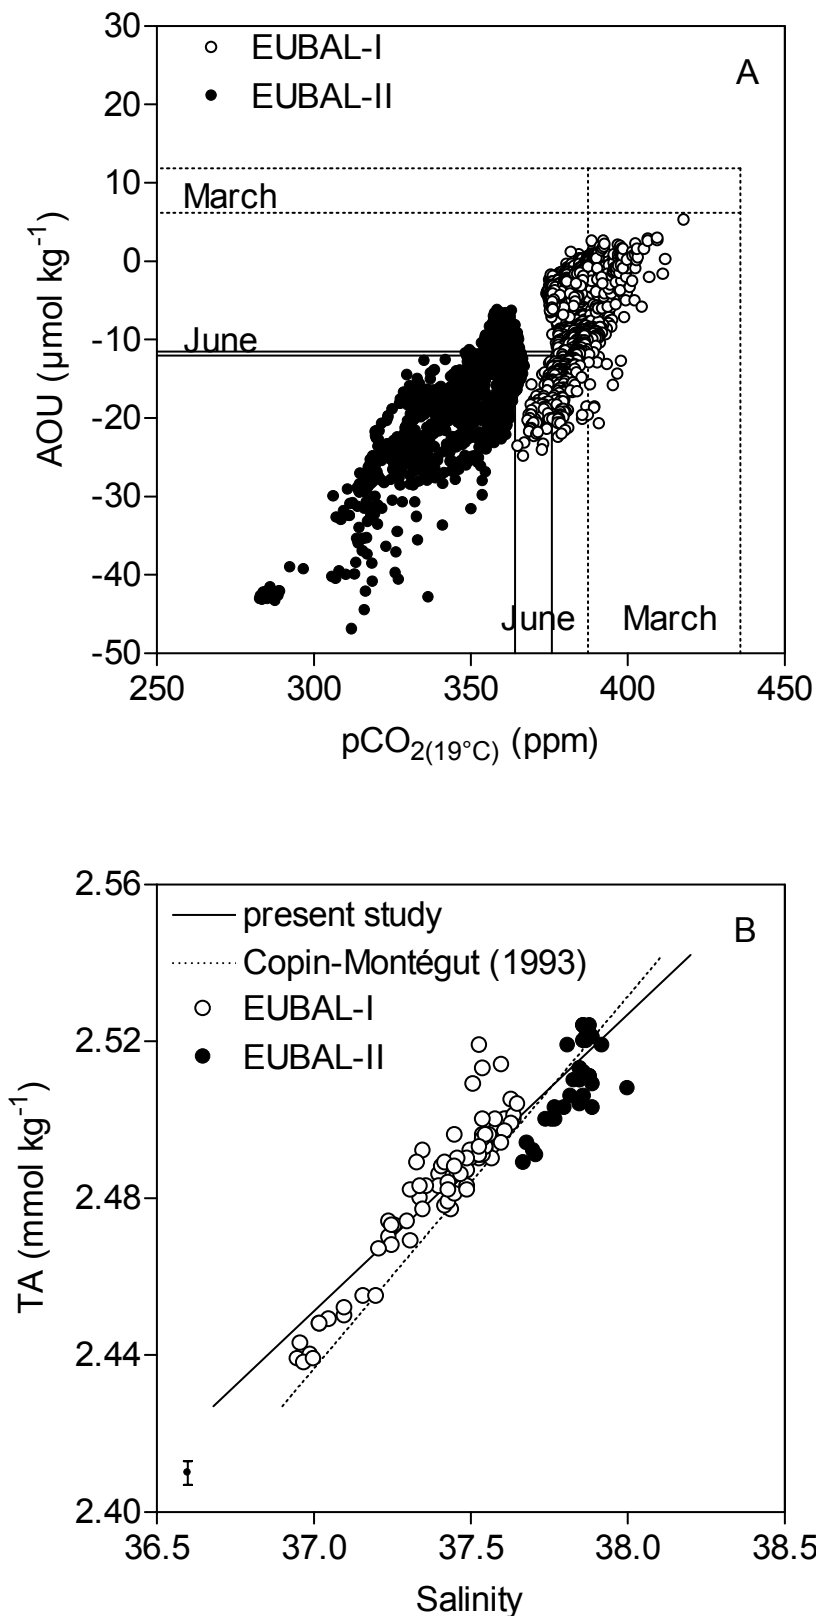 30
20
10
0
-10
-20
-30
-40
-50
AOU (µmol kg-1)
EUBAL-I
EUBAL-II
A
March
June
June
March
250 300 350 400 450
pCO2(19°C) (ppm)
2.56
2.52
2.48
2.44
2.40
TA (mmol kg-1)
present study
Copin-Montégut (1993)
EUBAL-I
EUBAL-II
B
36.5 37.0 37.5 38.0 38.5
Salinity